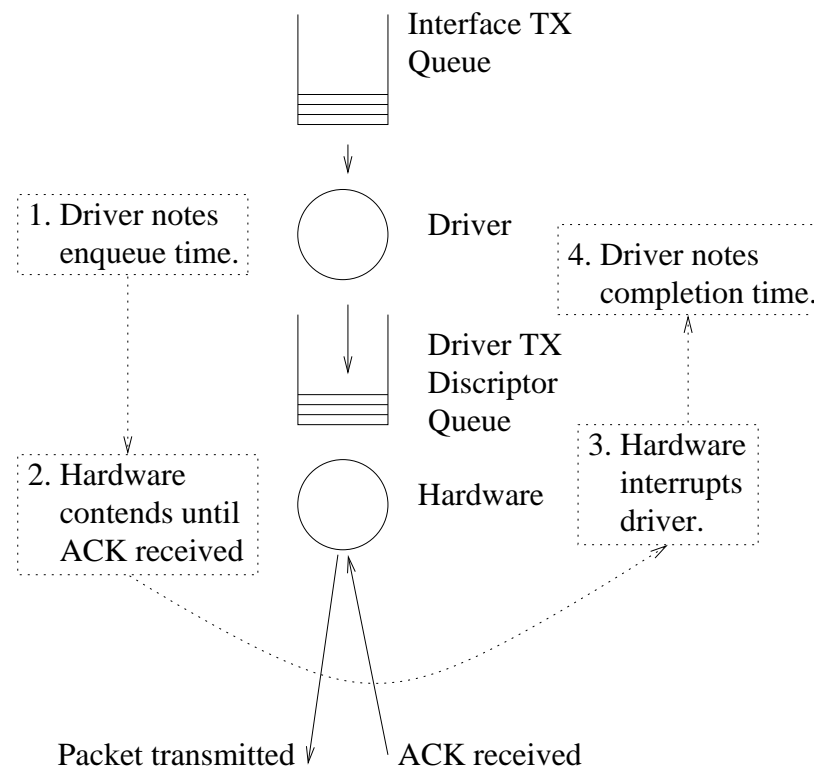 Interface TX
Queue
1. Driver notes
enqueue time.
Driver
4. Driver notes
completion time.
Driver TX
Discriptor
Queue
2. Hardware
contends until
ACK received
Hardware
3. Hardware
interrupts
driver.
Packet transmitted
ACK received